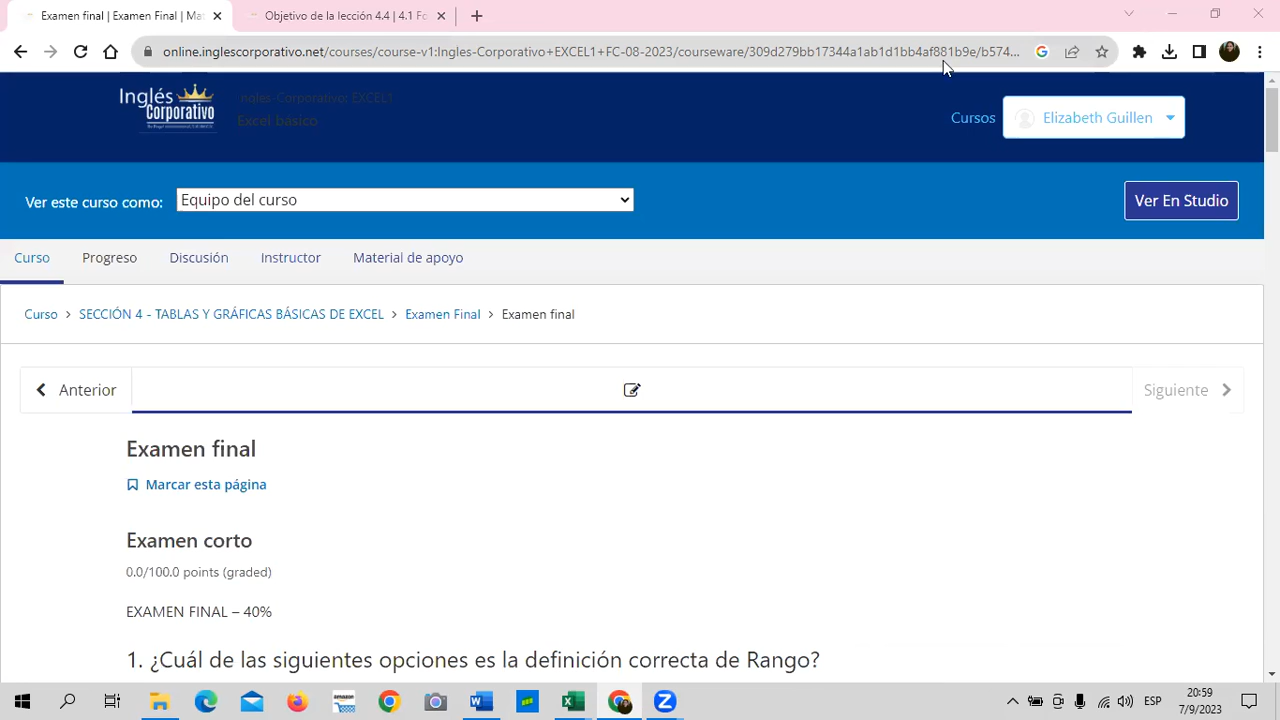 Examen final | Examen Final | Ma
Objetivo de la lección 4.4 | 4.1 Fo
online.inglescorporativo.net/courses/course-v1:Ingles-Corporativo+EXCEL1+FC-08-2023/courseware/309d279bb17344a1ab1d1bb4af881b9e/b574...
Inglés Corporativo
Ingles-Corporativo: EXCEL1
Excel básico
Cursos
Elizabeth Guillen
Ver este curso como:
Equipo del curso
Ver En Studio
Curso Progreso Discusión Instructor Material de apoyo
Curso > SECCIÓN 4 - TABLAS Y GRÁFICAS BÁSICAS DE EXCEL > Examen Final > Examen final
Anterior
Siguiente
Examen final
Marcar esta página
Examen corto
0.0/100.0 points (graded)
EXAMEN FINAL – 40%
1. ¿Cuál de las siguientes opciones es la definición correcta de Rango?
ESP
20:59
7/9/2023